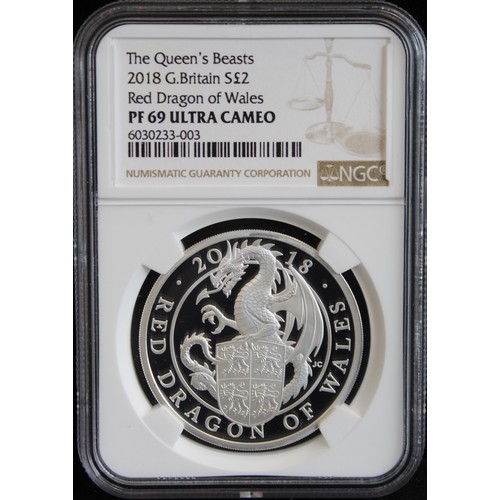 The Queen's Beasts
2018 G.Britain S£2
Red Dragon of Wales
PF 69 ULTRA CAMEO
6030233-003
NUMISMATIC GUARANTY CORPORATION
NGC
· 2018 ·
RED DRAGON OF WALES
JC